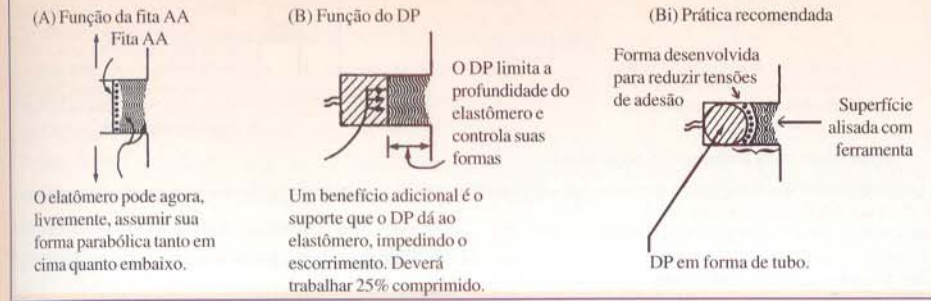 (A) Função da fita AA
Fita AA
O elatômero pode agora,
livremente, assumir sua
forma parabólica tanto em
cima quanto embaixo.
(B) Função do DP
O DP limita a
profundidade do
elastômero e
controla suas
formas
Um benefício adicional é o
suporte que o DP dá ao
elastômero, impedindo o
escorrimento. Deverá
trabalhar 25% comprimido.
(Bi) Prática recomendada
Forma desenvolvida
para reduzir tensões
de adesão
Superfície
alisada com
ferramenta
DP em forma de tubo.